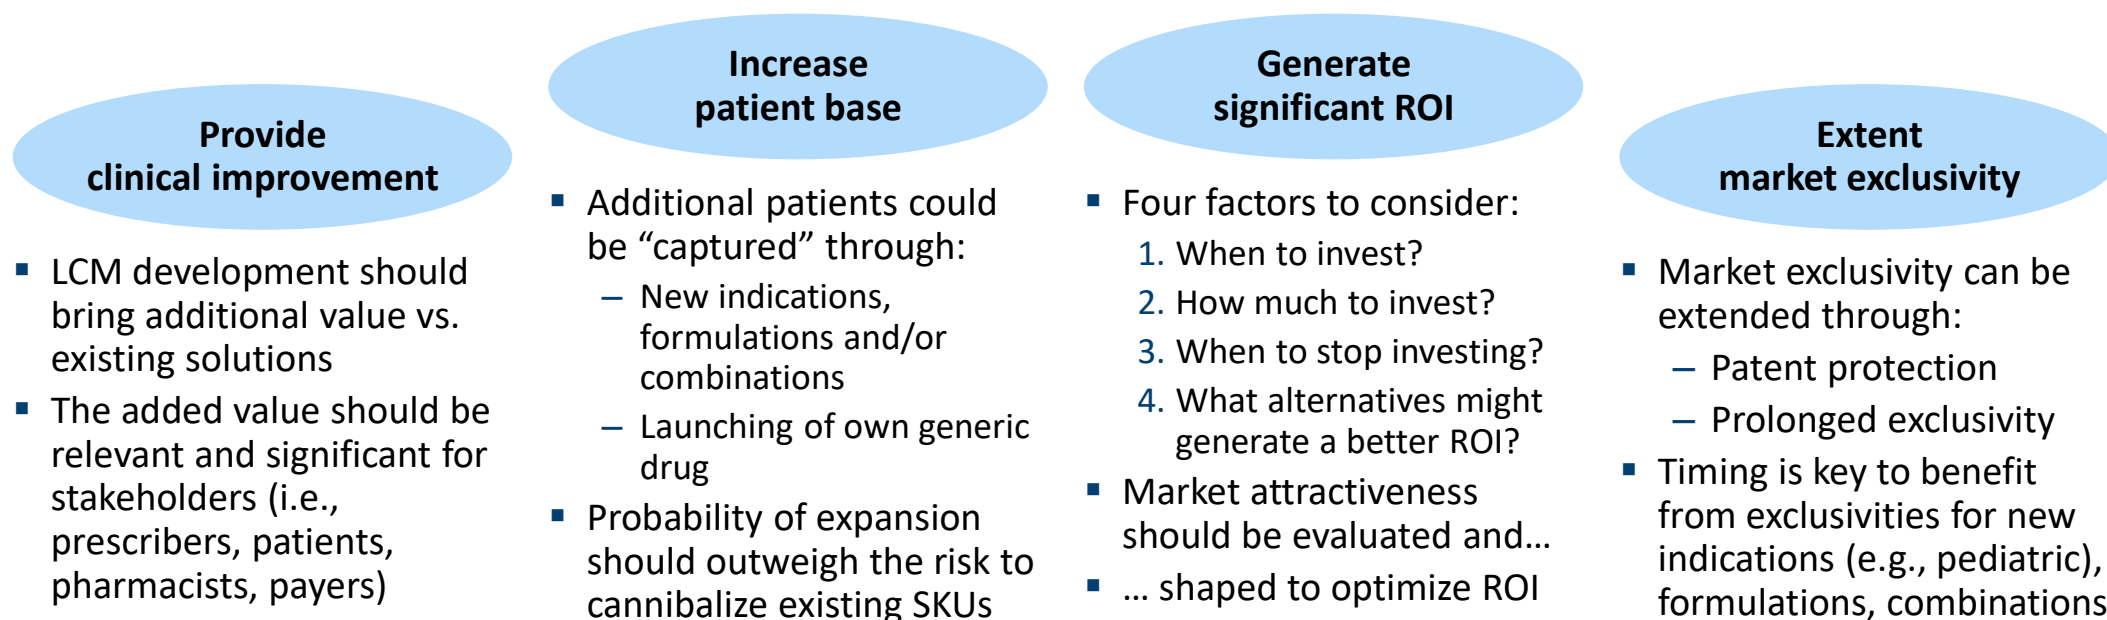 Provide
clinical improvement
▪ LCM development should
bring additional value vs.
existing solutions
▪ The added value should be
relevant and significant for
stakeholders (i.e.,
prescribers, patients,
pharmacists, payers)
Increase
patient base
▪ Additional patients could
be “captured” through:
– New indications,
formulations and/or
combinations
– Launching of own generic
drug
▪ Probability of expansion
should outweigh the risk to
cannibalize existing SKUs
Generate
significant ROI
▪ Four factors to consider:
1. When to invest?
2. How much to invest?
3. When to stop investing?
4. What alternatives might
generate a better ROI?
▪ Market attractiveness
should be evaluated and…
▪ … shaped to optimize ROI
Extent
market exclusivity
▪ Market exclusivity can be
extended through:
– Patent protection
– Prolonged exclusivity
▪ Timing is key to benefit
from exclusivities for new
indications (e.g., pediatric),
formulations, combinations